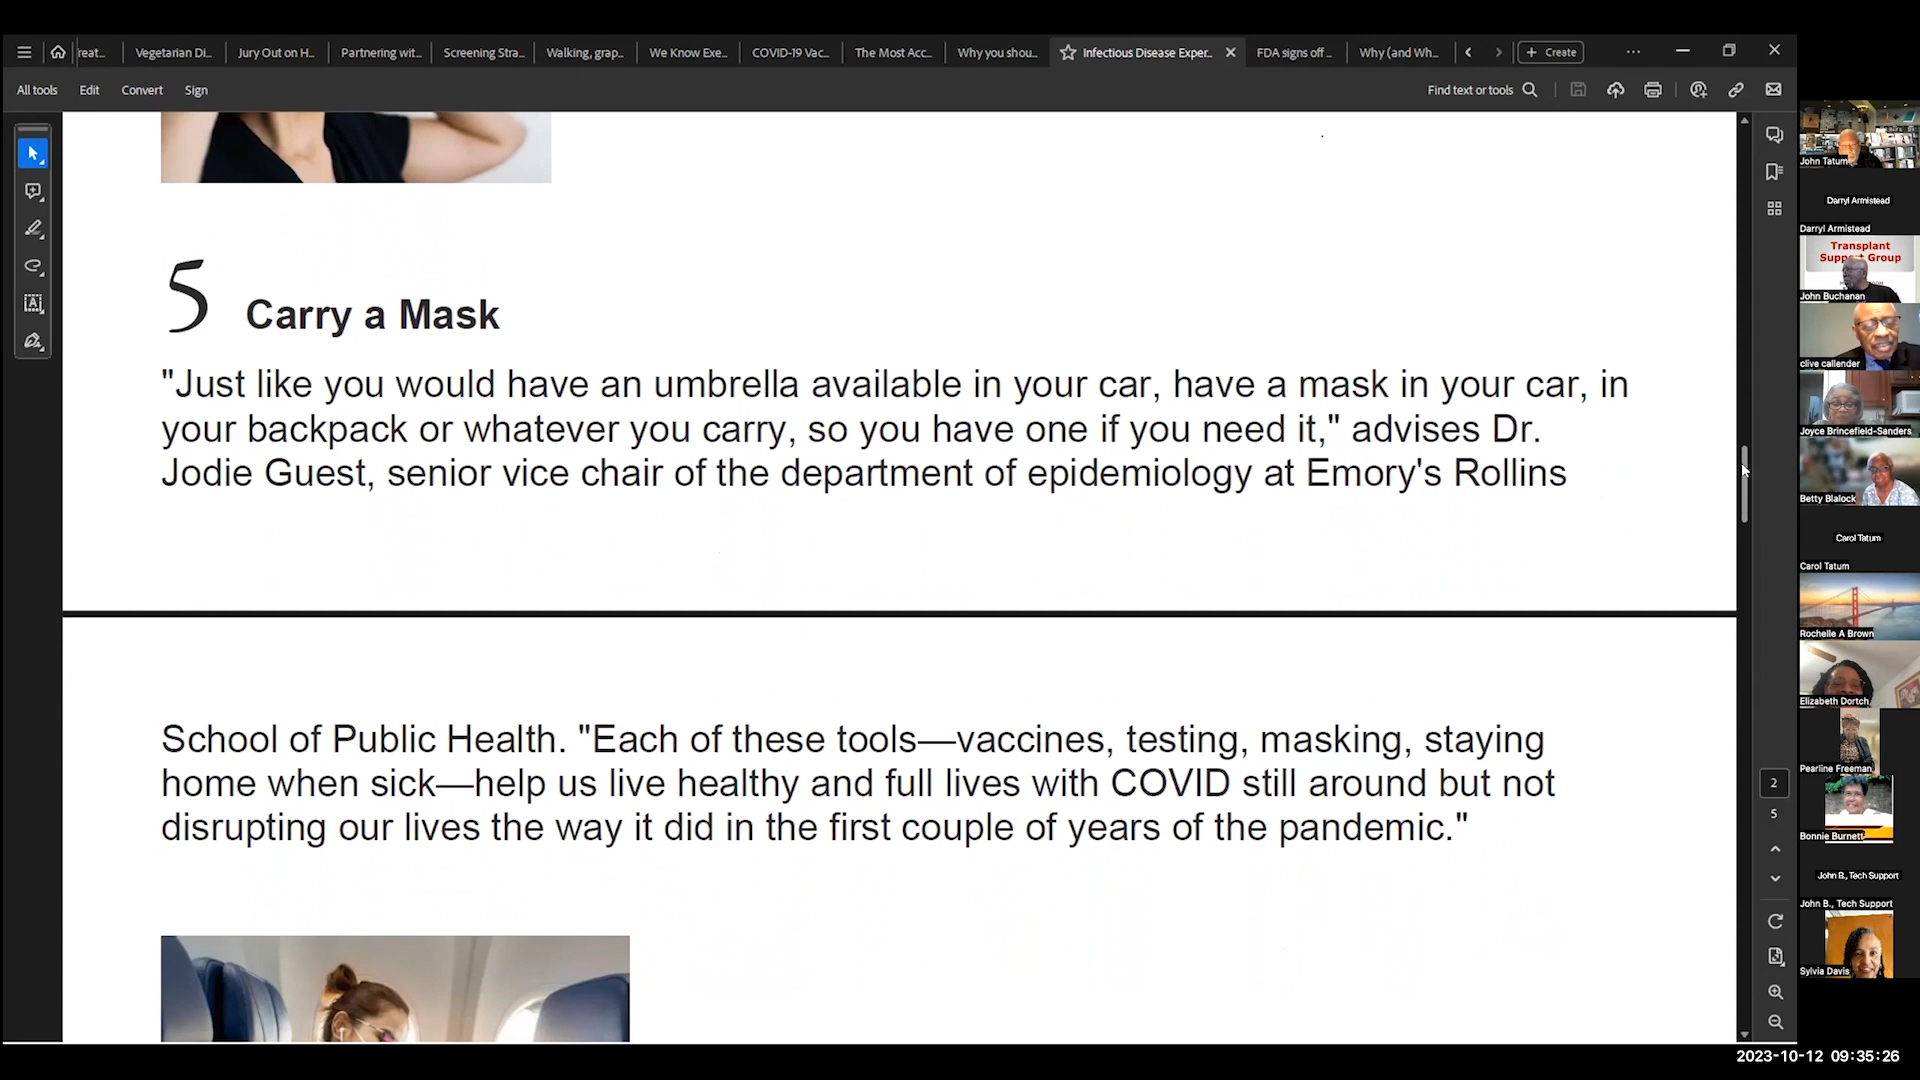 reat...
Vegetarian Di...
Jury Out on H...
Partnering wit...
Screening Stra...
Walking, grap...
We Know Exe...
COVID-19 Vac...
The Most Acc...
Why you shou...
Infectious Disease Exper...
FDA signs off ...
Why (and Wh...
Create
All tools
Edit
Convert
Sign
Find text or tools
5 Carry a Mask
"Just like you would have an umbrella available in your car, have a mask in your car, in
your backpack or whatever you carry, so you have one if you need it," advises Dr.
Jodie Guest, senior vice chair of the department of epidemiology at Emory's Rollins
School of Public Health. "Each of these tools—vaccines, testing, masking, staying
home when sick—help us live healthy and full lives with COVID still around but not
disrupting our lives the way it did in the first couple of years of the pandemic."
2
5
John Tatum
Darryl Armistead
Darryl Armistead
Transplant
Support Group
John Buchanan
clive callender
Joyce Brincefield-Sanders
Betty Blalock
Carol Tatum
Carol Tatum
Rochelle A Brown
Elizabeth Dortch
Pearline Freeman
Bonnie Burnett
John B., Tech Support
John B., Tech Support
Sylvia Davis
2023-10-12 09:35:26